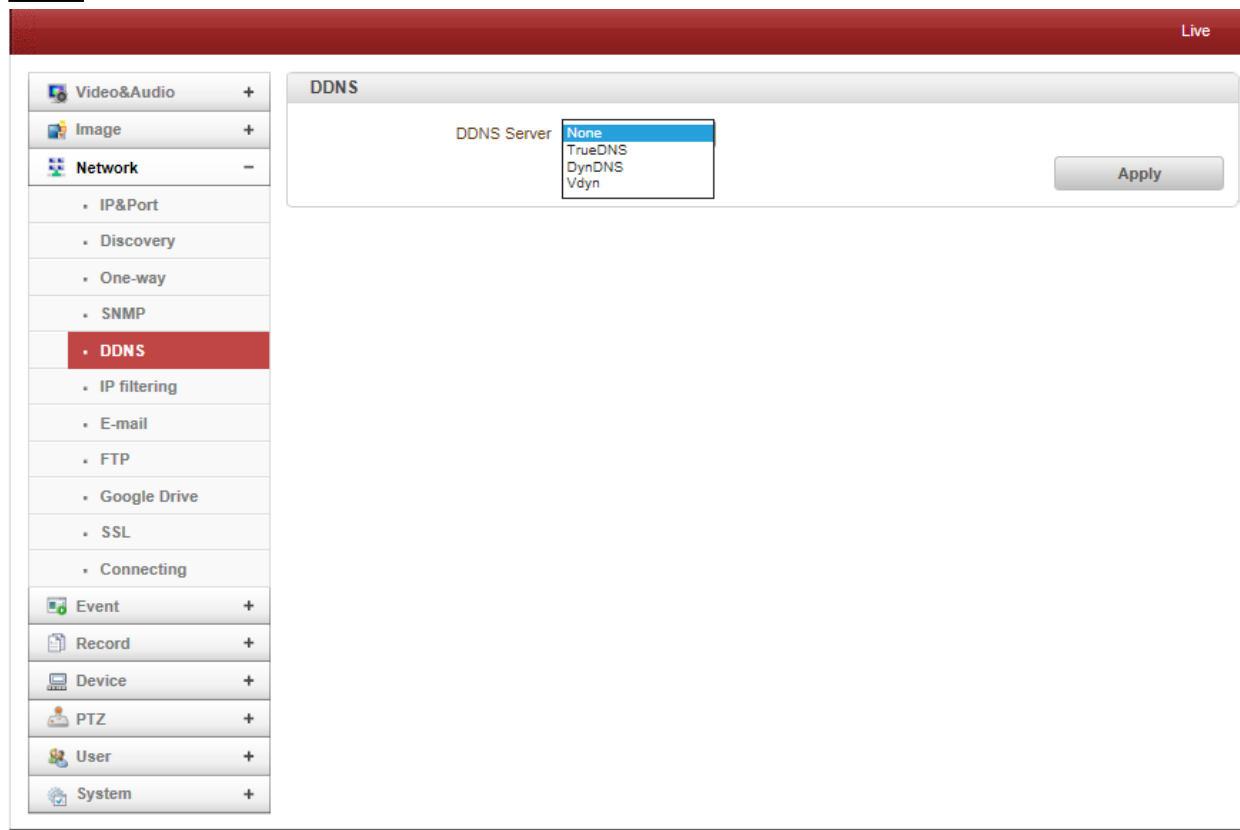 Live
Video&Audio +
Image +
Network -
IP&Port
Discovery
One-way
SNMP
DDNS
IP filtering
E-mail
FTP
Google Drive
SSL
Connecting
Event +
Record +
Device +
PTZ +
User +
System +
DDNS
DDNS Server
None
TrueDNS
DynDNS
Vdyn
Apply